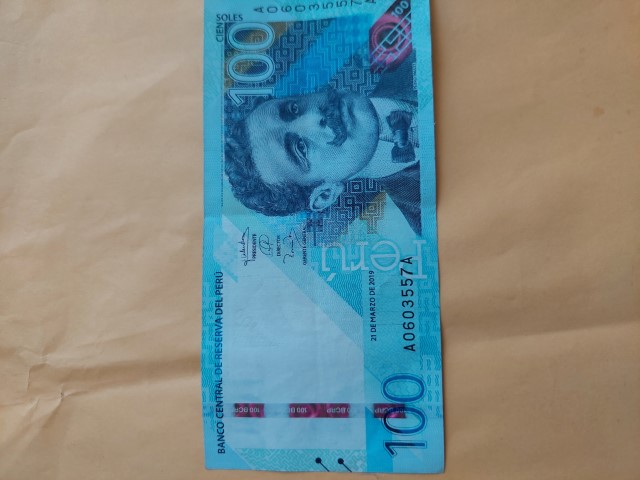 BANCO CENTRAL DE RESERVA DEL PERÚ
CIEN
SOLES
100
PRESIDENTE
DIRECTOR
GERENTE GENERAL
Perú
21 DE MARZO DE 2019
100
A0603557A
A0603557A
100